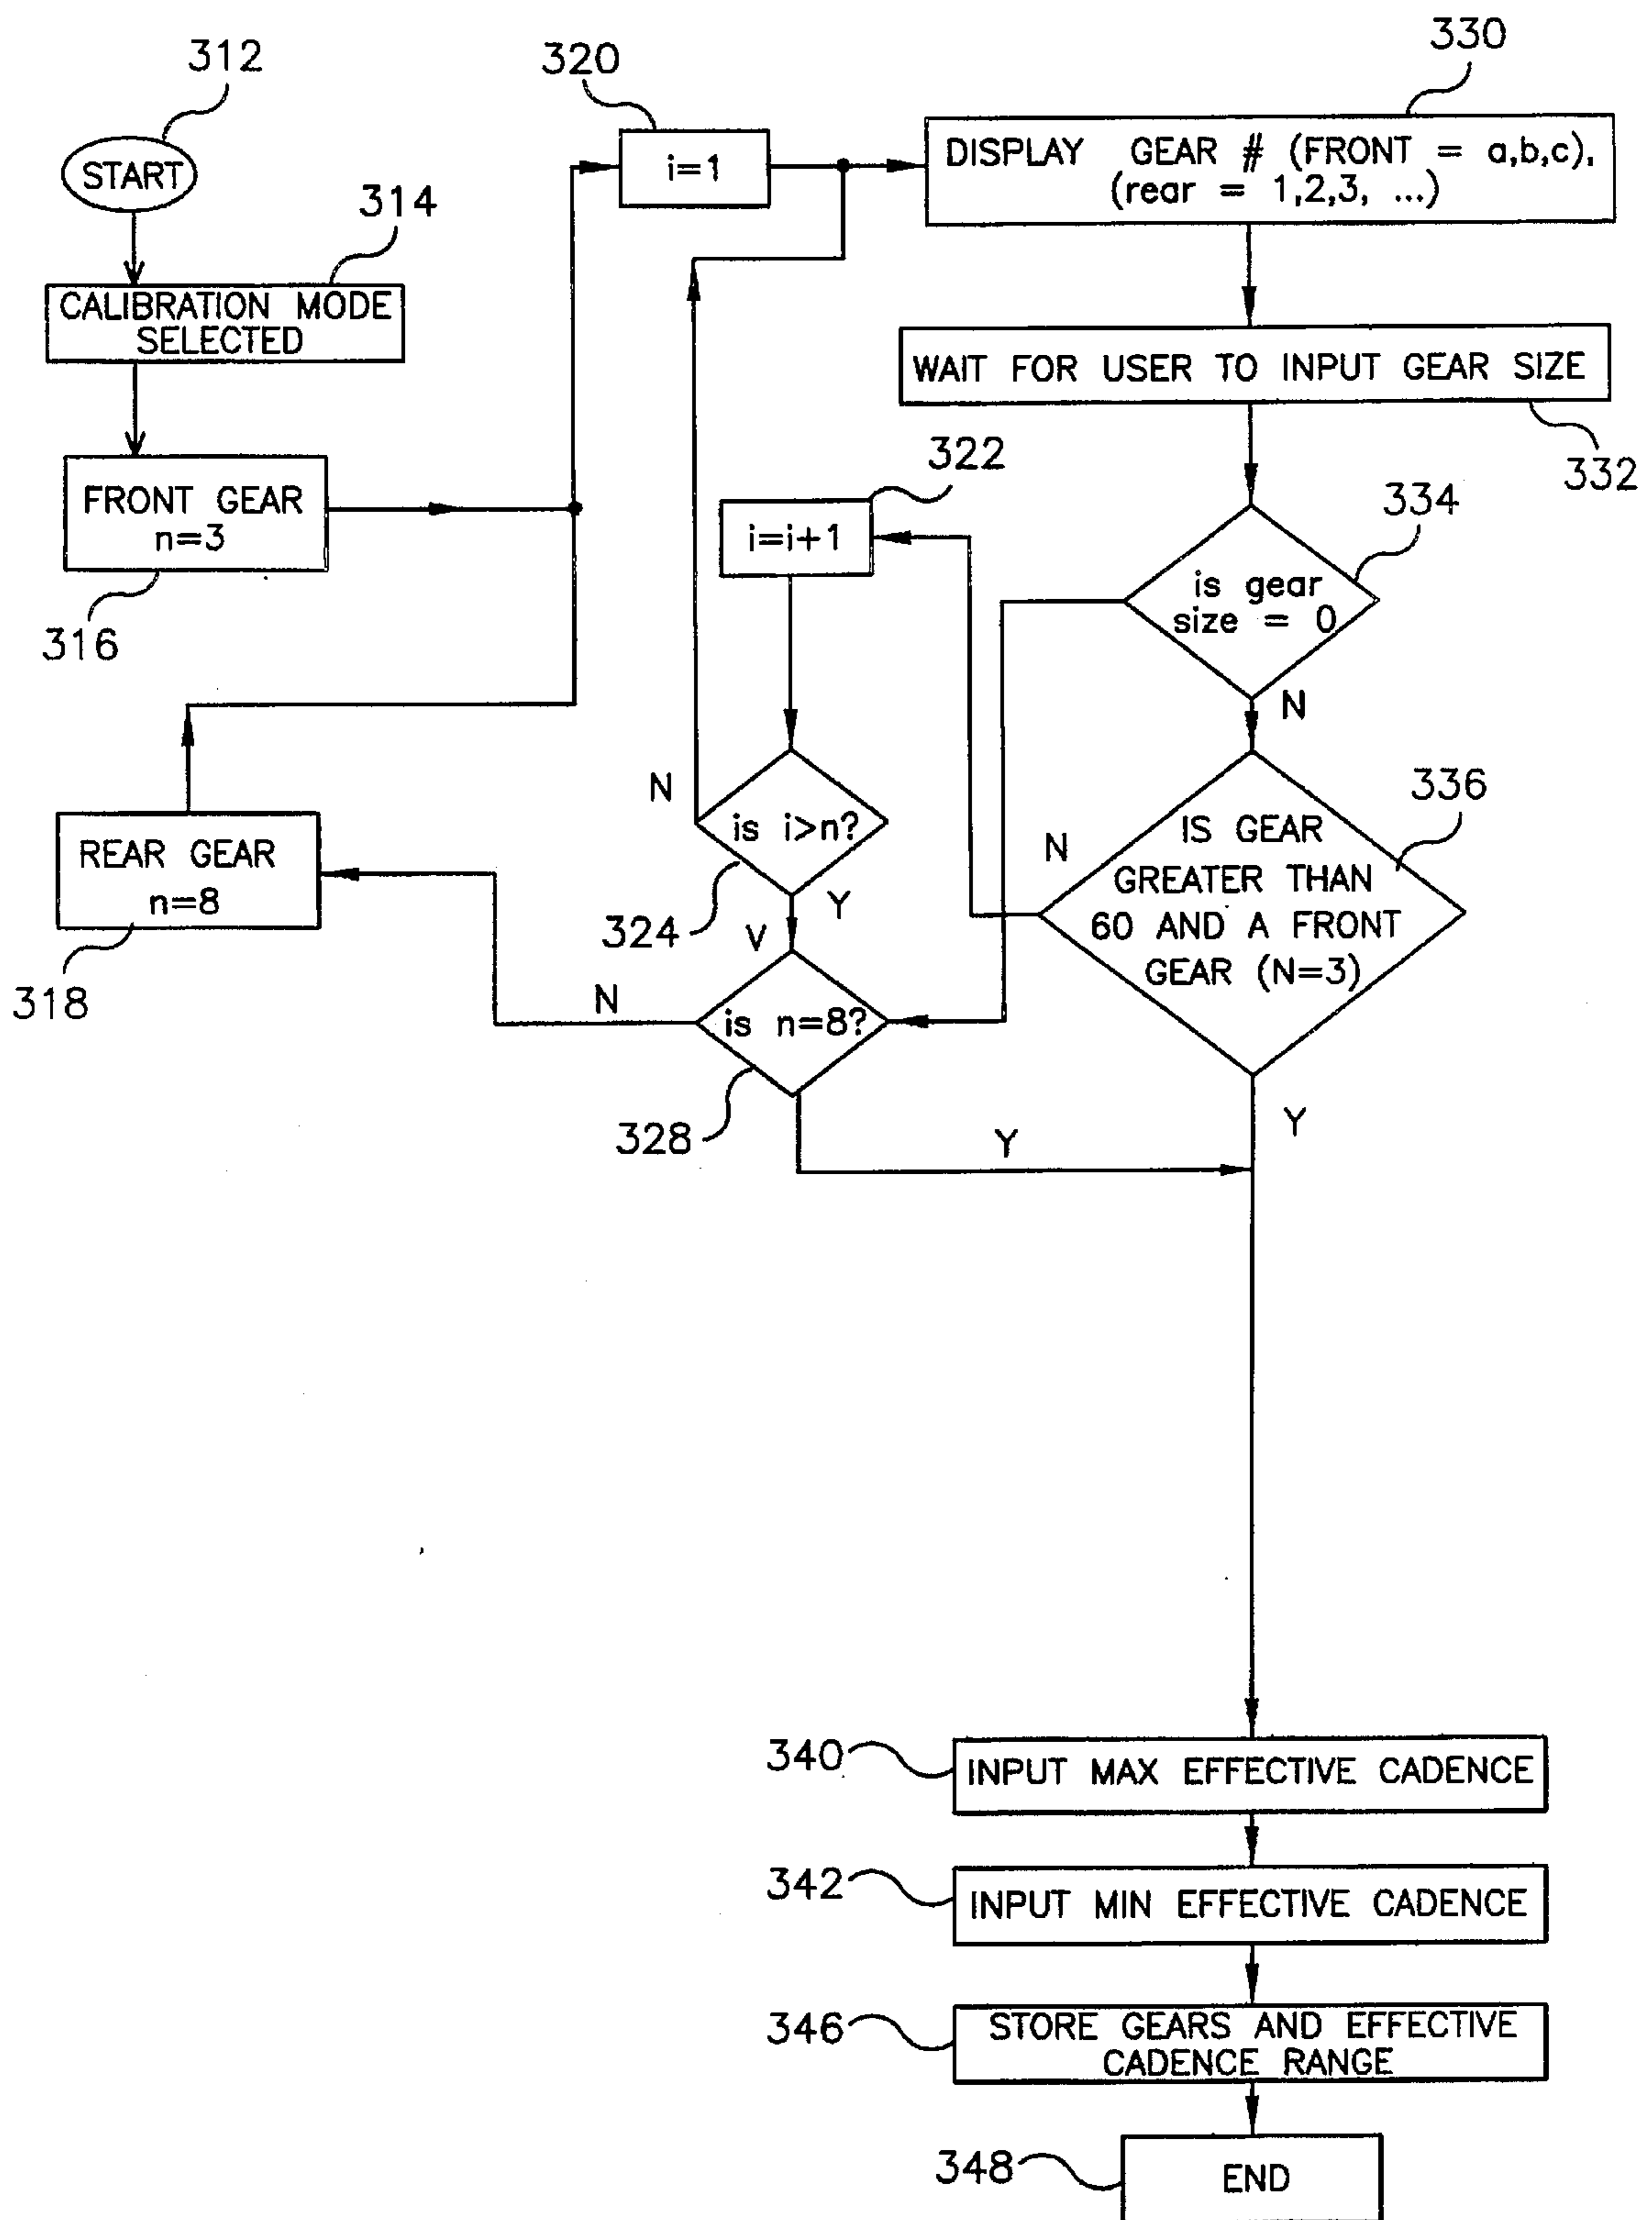 312
START
314
CALIBRATION MODE
SELECTED
FRONT GEAR
n=3
316
REAR GEAR
n=8
318
320
i=1
330
DISPLAY GEAR # (FRONT = a,b,c),
(rear = 1,2,3, ...)
WAIT FOR USER TO INPUT GEAR SIZE
332
322
i=i+1
334
is gear
size = 0
N
N
is i>n?
324
Y
V
336
N
IS GEAR
GREATER THAN
60 AND A FRONT
GEAR (N=3)
N
is n=8?
328
Y
Y
340
INPUT MAX EFFECTIVE CADENCE
342
INPUT MIN EFFECTIVE CADENCE
346
STORE GEARS AND EFFECTIVE
CADENCE RANGE
348
END